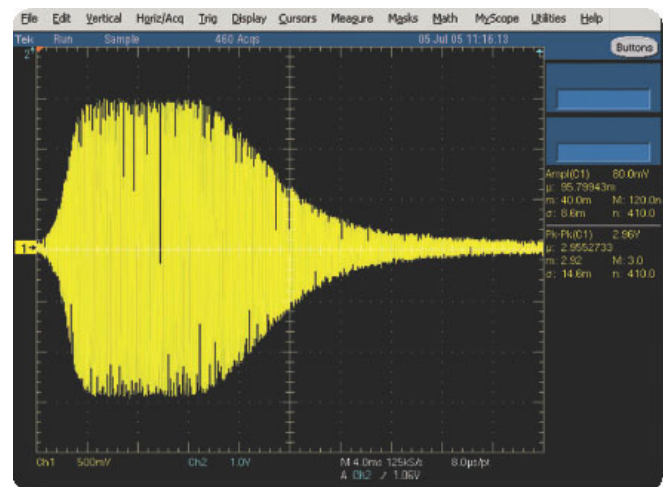 File Edit Vertical Horiz/Acq Trig Display Cursors Measure Masks Math MyScope Utilities Help
Tek Run Sample 460 Acqs 05 Jul 05 11:16:13
Buttons
2
1
Ampl(C1) 80.0mV
µ: 95.79943m
m: 40.0m M: 120.0m
σ: 8.6m n: 410.0
Pk-Pk(C1) 2.96V
µ: 2.9552733
m: 2.92 M: 3.0
σ: 14.6m n: 410.0
Ch1 500mV Ch2 1.0V M 4.0ms 125kS/s 8.0µs/pt
A Ch2 / 1.06V